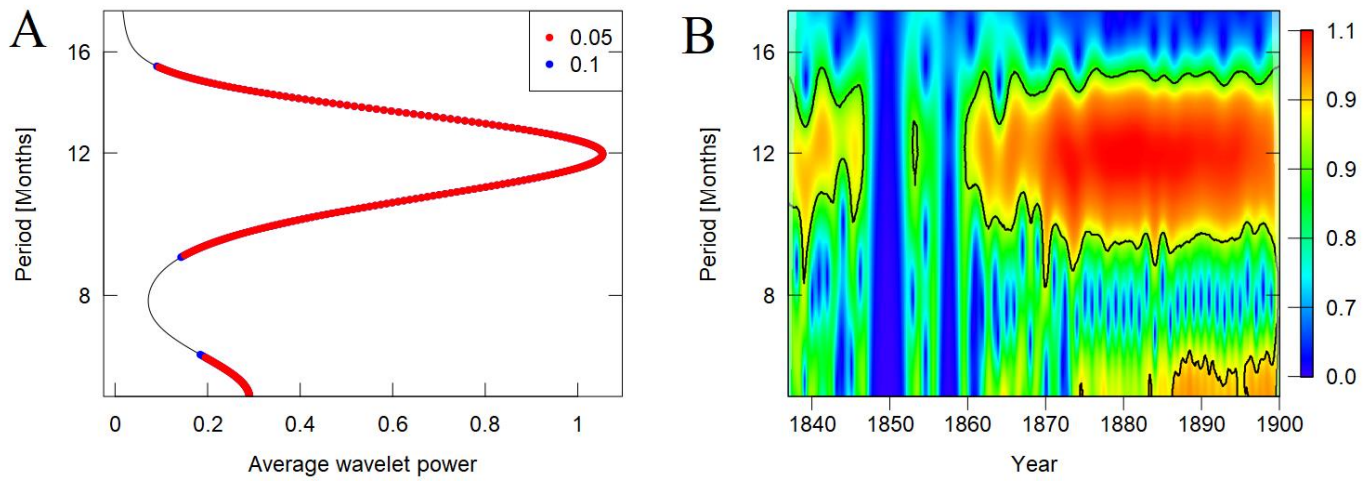 A
16
12
8
Period [Months]
0.05
0.1
0 0.2 0.4 0.6 0.8 1
Average wavelet power
B
16
12
8
Period [Months]
1840 1850 1860 1870 1880 1890 1900
Year
1.1
0.9
0.9
0.8
0.7
0.0